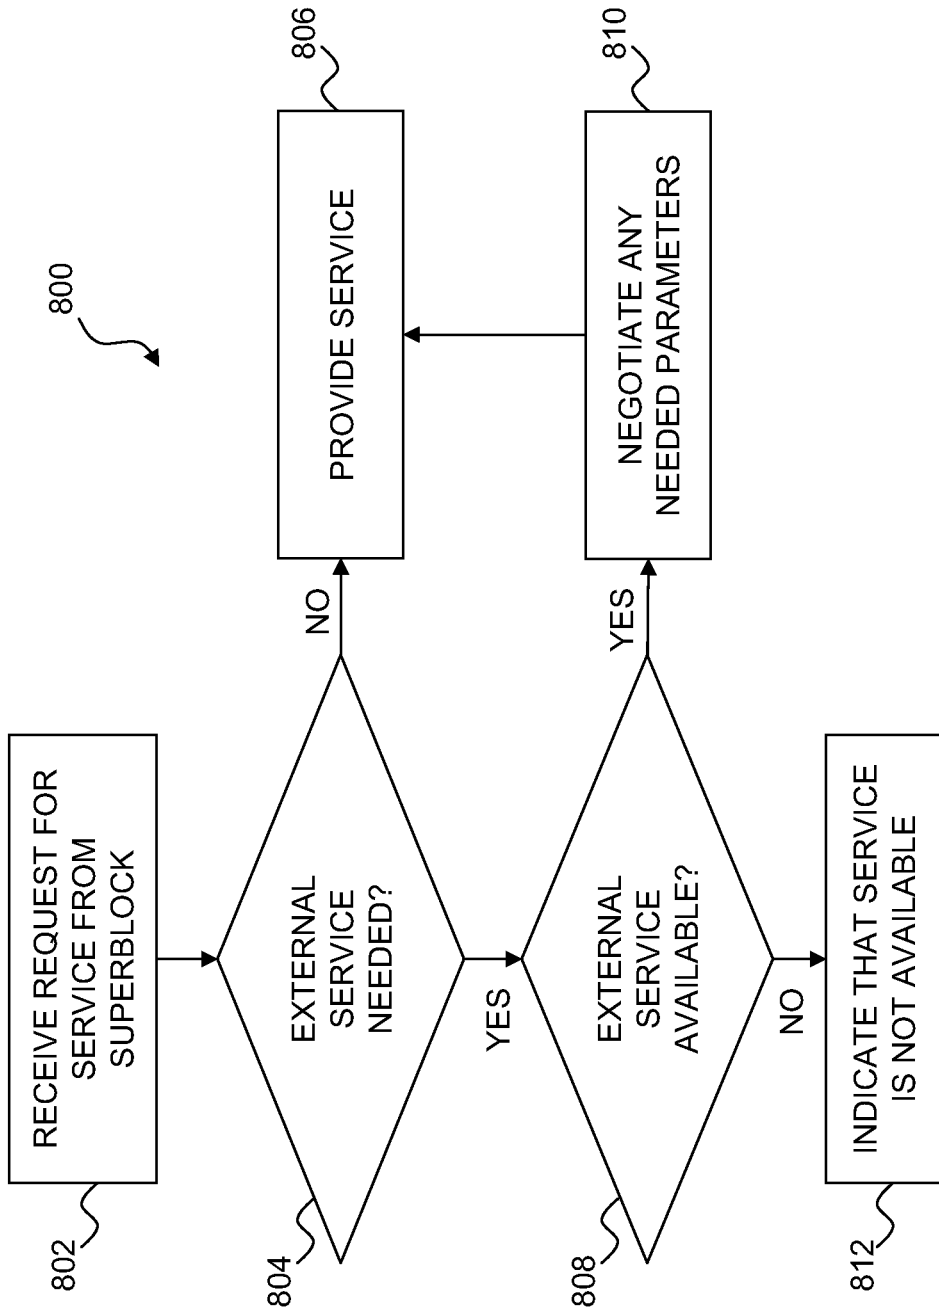 800
802
RECEIVE REQUEST FOR
SERVICE FROM
SUPERBLOCK
804
EXTERNAL
SERVICE
NEEDED?
NO
PROVIDE SERVICE
806
YES
808
EXTERNAL
SERVICE
AVAILABLE?
YES
NEGOTIATE ANY
NEEDED PARAMETERS
810
NO
812
INDICATE THAT SERVICE
IS NOT AVAILABLE